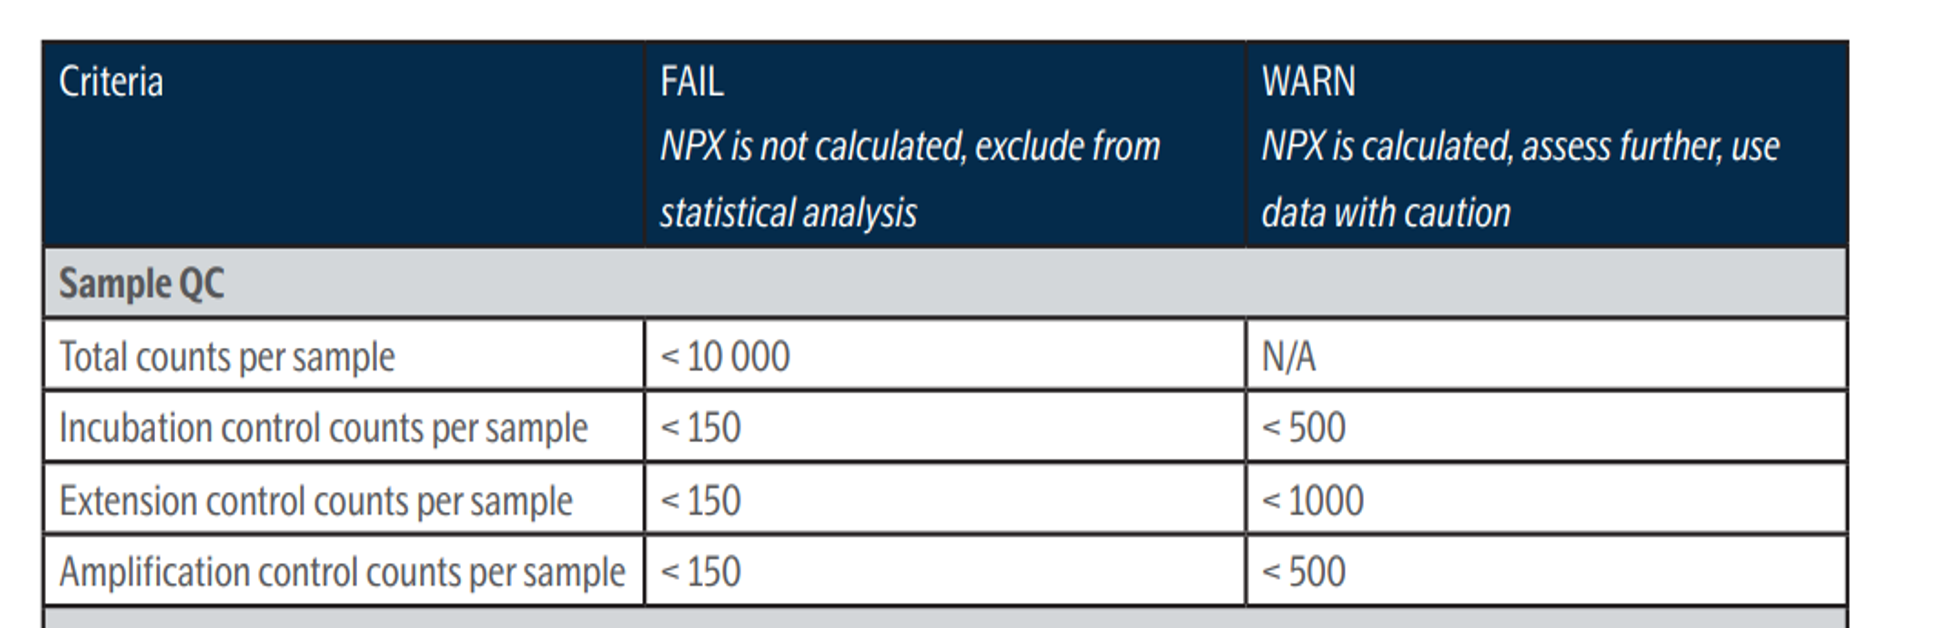 Criteria
FAIL
NPX is not calculated, exclude from
statistical analysis
WARN
NPX is calculated, assess further, use
data with caution
Sample QC
Total counts per sample
< 10 000
N/A
Incubation control counts per sample
< 150
< 500
Extension control counts per sample
< 150
< 1000
Amplification control counts per sample
< 150
< 500